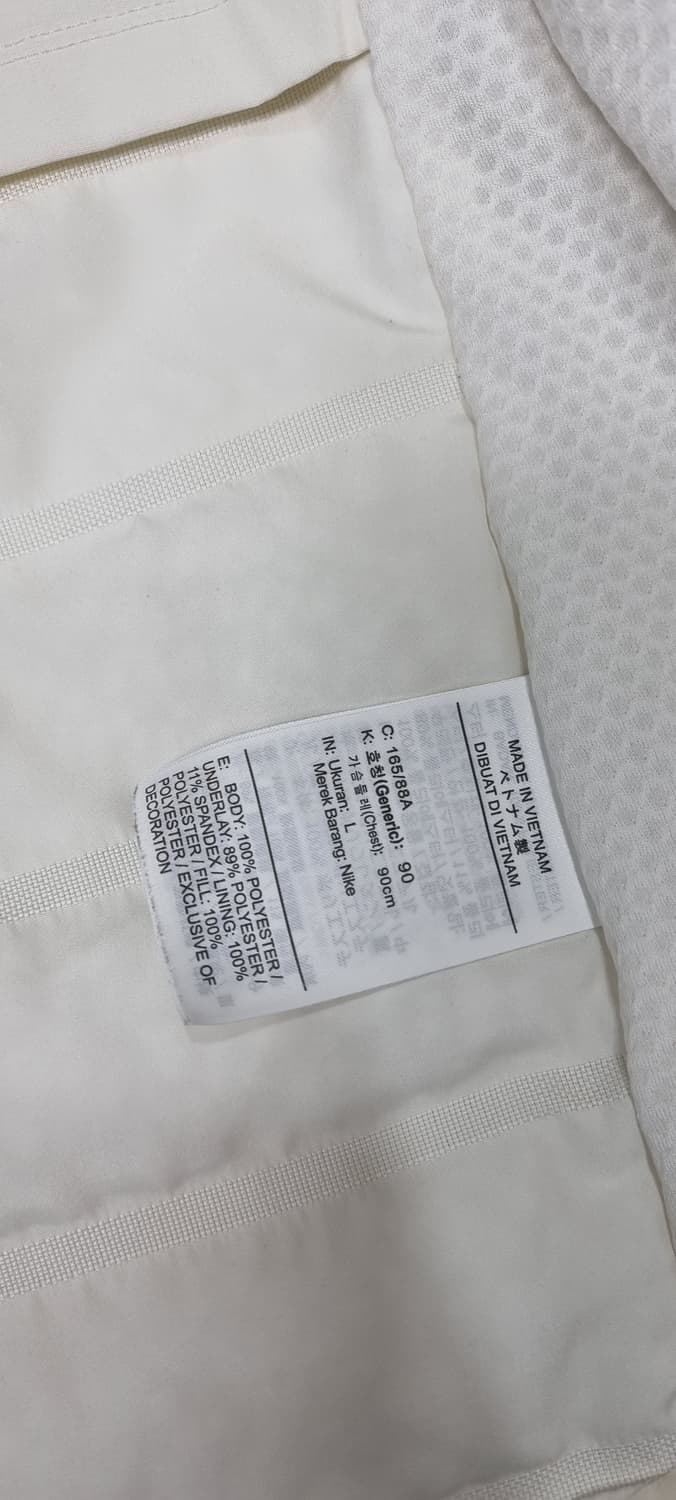 MADE IN VIETNAM
ベトナム製
DIBUAT DI VIETNAM
C: 165/88A
K: 호칭(Generic): 90
가슴둘레(Chest): 90cm
IN: Ukuran: L
Merek Barang: Nike
E: BODY: 100% POLYESTER /
UNDERLAY: 89% POLYESTER /
11% SPANDEX / LINING: 100%
POLYESTER / FILL: 100%
POLYESTER / EXCLUSIVE OF
DECORATION